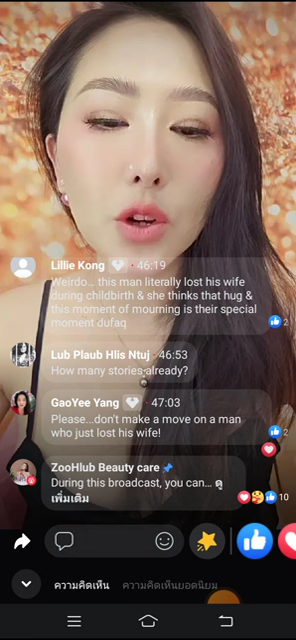 Lillie Kong · 46:19
Weirdo... this man literally lost his wife
during childbirth & she thinks that hug &
this moment of mourning is their special
moment dufaq
2
Lub Plaub Hlis Ntuj · 46:53
How many stories already?
GaoYee Yang · 47:03
Please...don't make a move on a man
who just lost his wife!
2
ZooHlub Beauty care
During this broadcast, you can... ดู
เพิ่มเติม
10
ความคิดเห็น ความคิดเห็นยอดนิยม